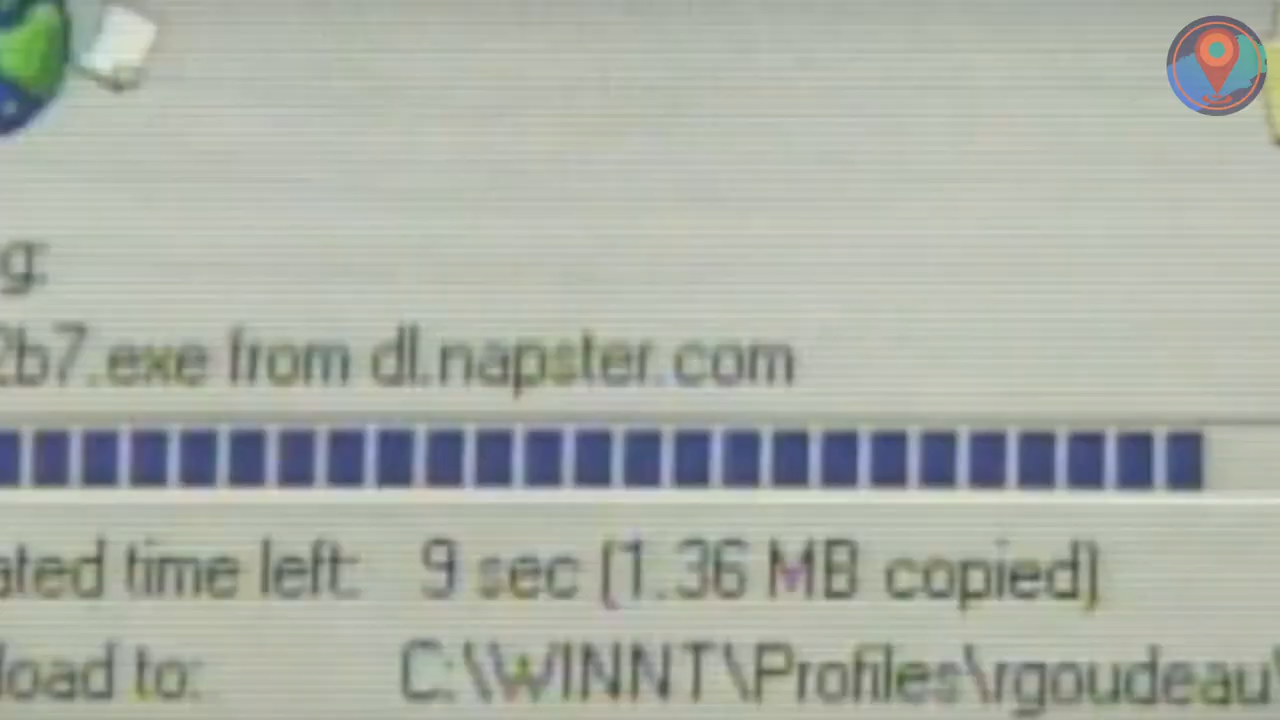 g:
2b7.exe from dl.napster.com
ated time left: 9 sec (1.36 MB copied)
load to: C:\WINNT\Profiles\rgoudeau\